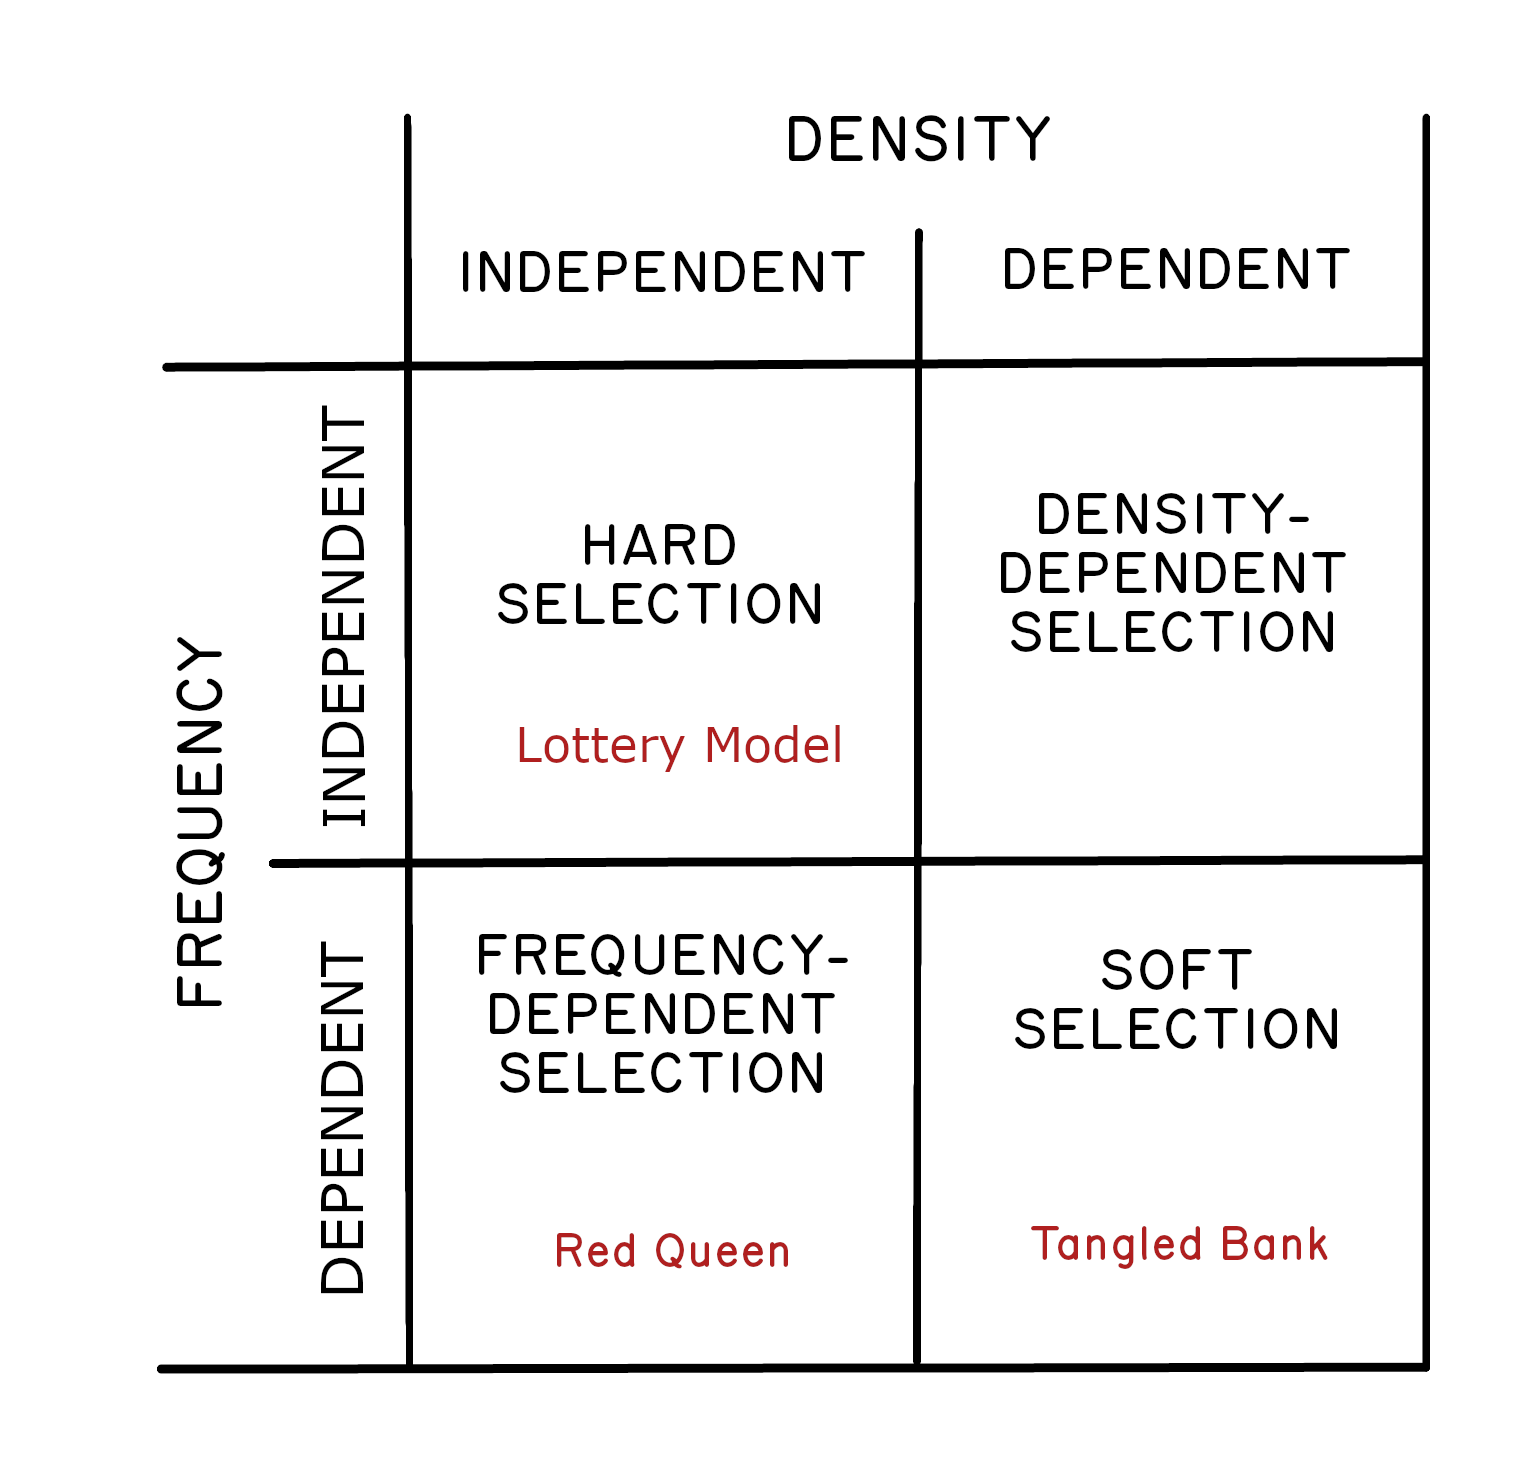 DENSITY
INDEPENDENT
DEPENDENT
FREQUENCY
INDEPENDENT
HARD
SELECTION
Lottery Model
DENSITY-
DEPENDENT
SELECTION
DEPENDENT
FREQUENCY-
DEPENDENT
SELECTION
Red Queen
SOFT
SELECTION
Tangled Bank